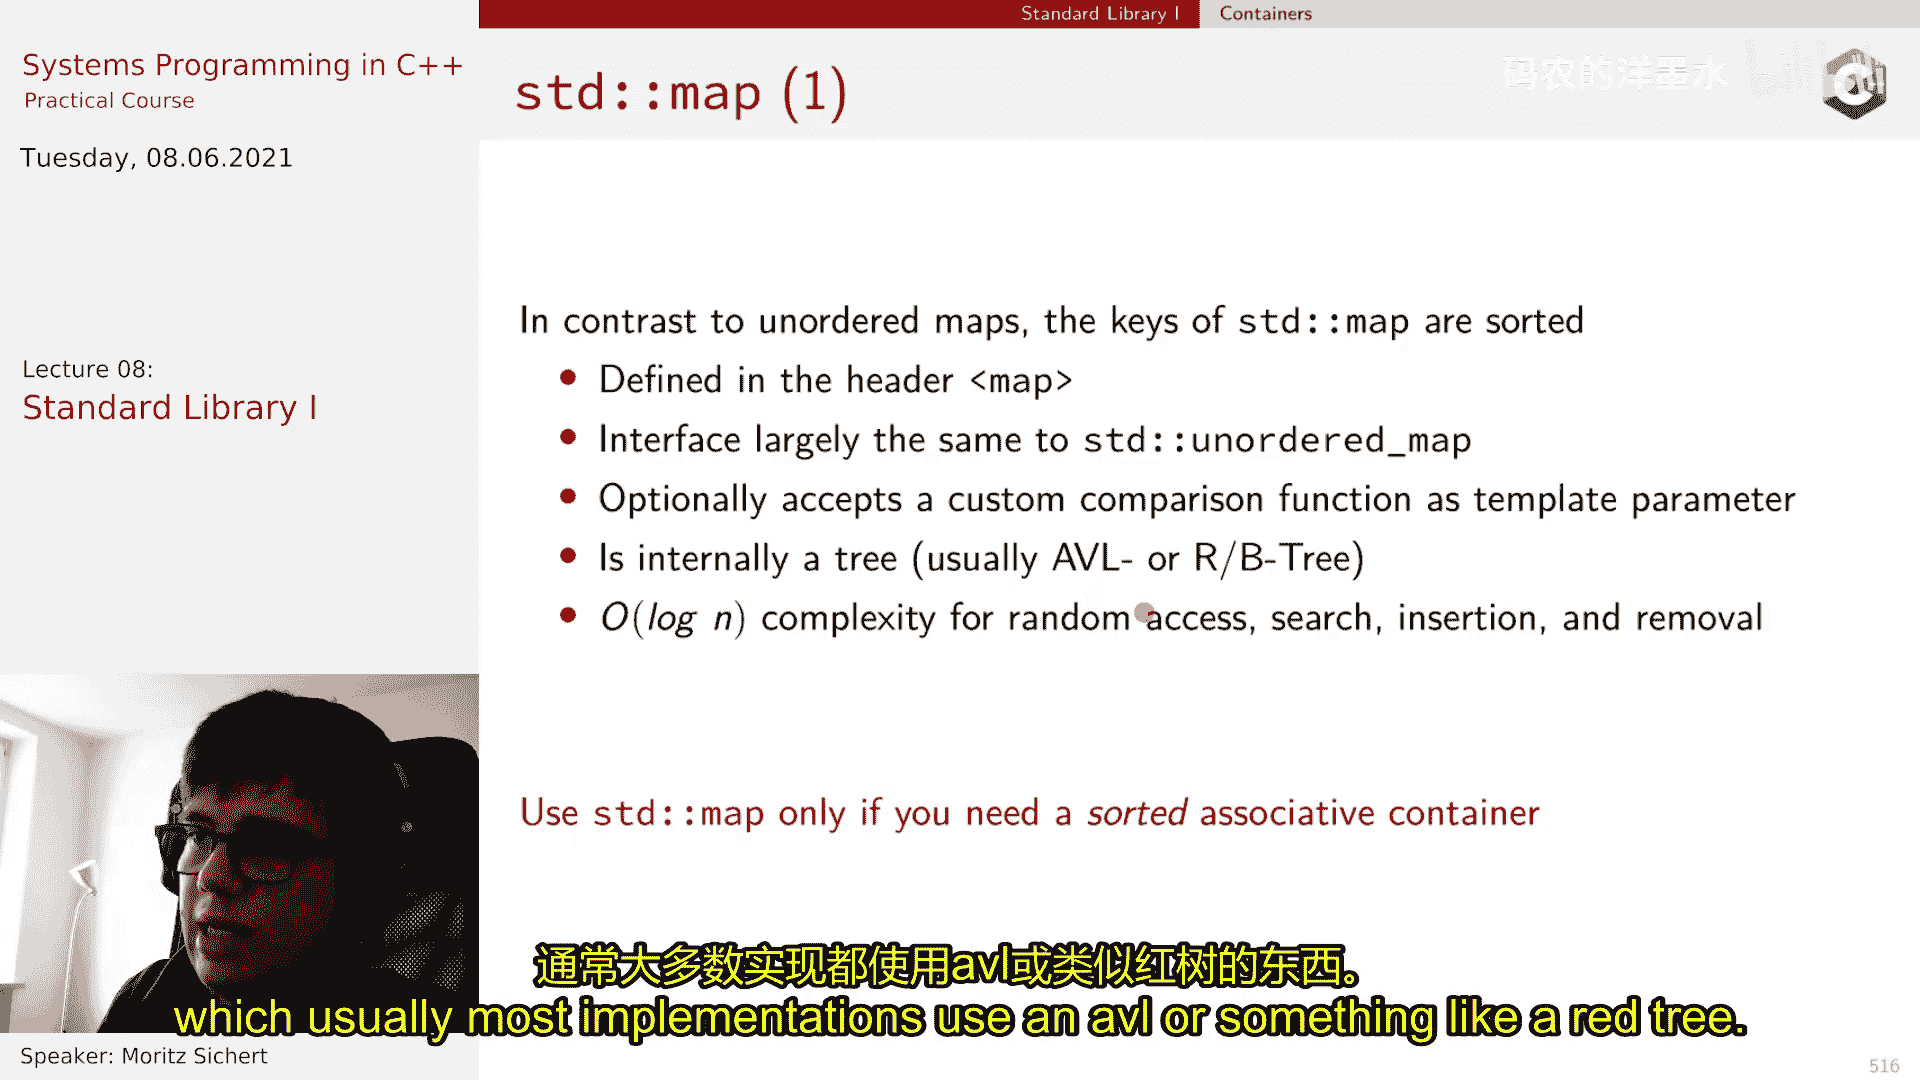 Standard Library I
Containers
Systems Programming in C++
Practical Course
Tuesday, 08.06.2021
std::map (1)
码农的洋墨水
In contrast to unordered maps, the keys of std::map are sorted
Defined in the header <map>
Interface largely the same to std::unordered_map
Optionally accepts a custom comparison function as template parameter
Is internally a tree (usually AVL- or R/B-Tree)
O(log n) complexity for random access, search, insertion, and removal
Lecture 08:
Standard Library I
Use std::map only if you need a sorted associative container
通常大多数实现都使用avl或类似红树的东西。
which usually most implementations use an avl or something like a red tree.
Speaker: Moritz Sichert
516